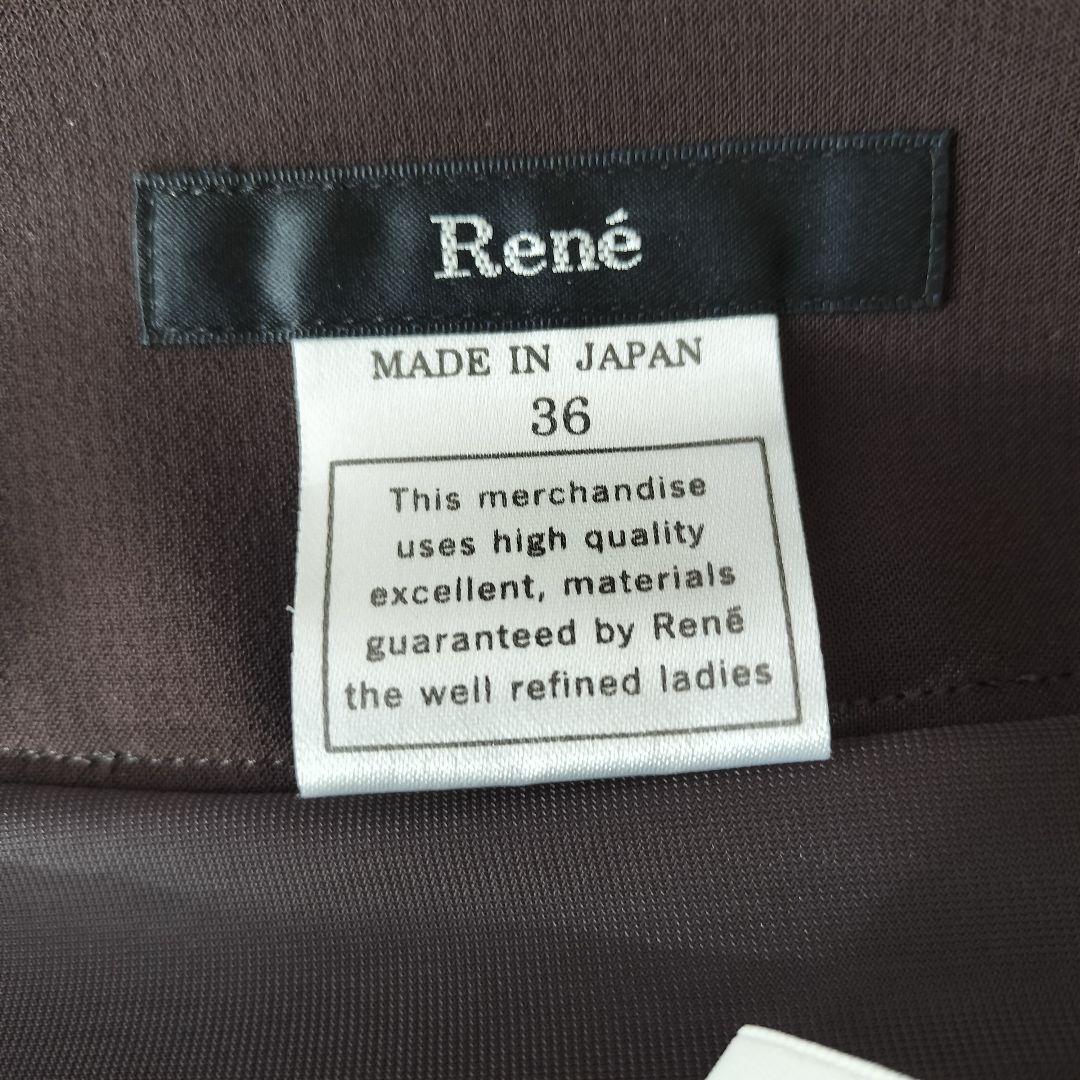 René
MADE IN JAPAN
36
This merchandise
uses high quality
excellent, materials
guaranteed by René
the well refined ladies